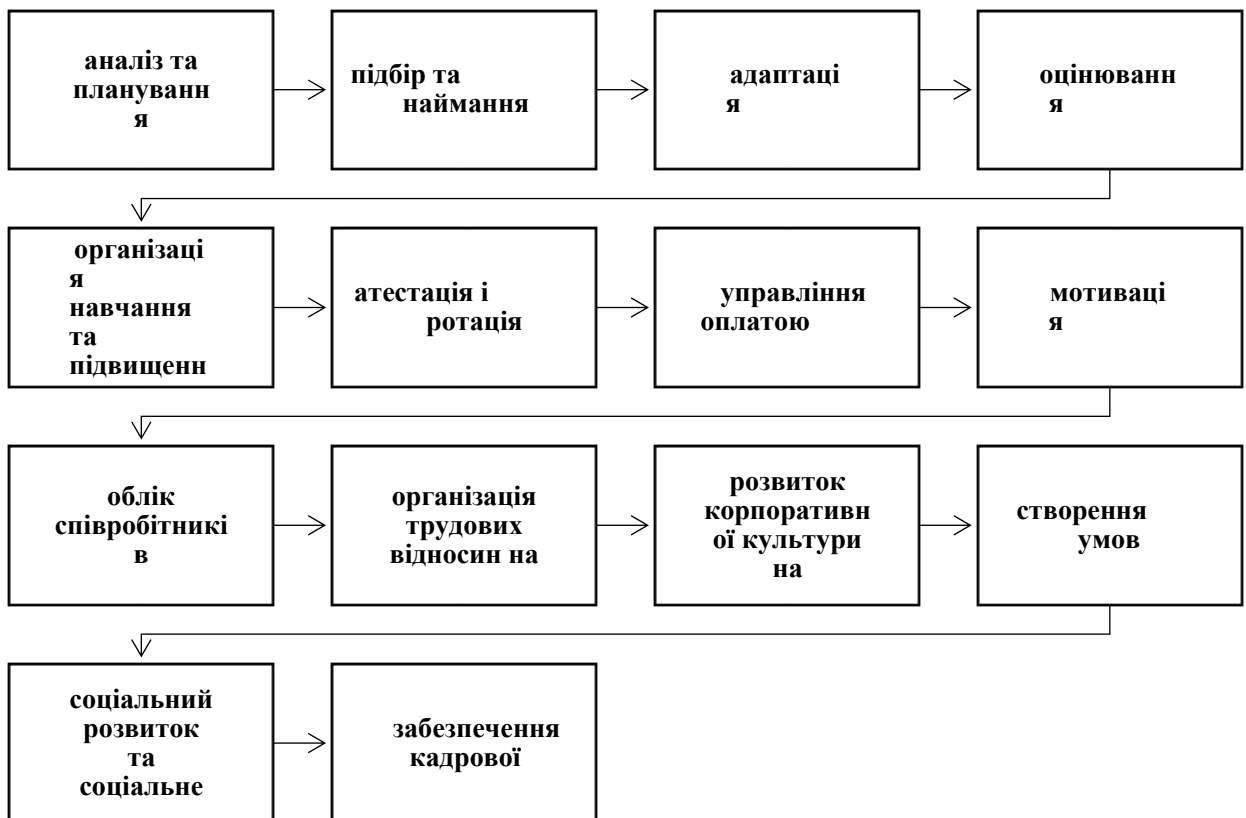 аналіз та
плануванн
я
підбір та
наймання
адаптаці
я
оцінюванн
я
організаці
я
навчання
та
підвищенн
атестація і
ротація
управління
оплатою
мотиваці
я
облік
співробітникі
в
організація
трудових
відносин на
розвиток
корпоративн
ої культури
на
створення
умов
соціальний
розвиток
та
соціальне
забезпечення
кадрової